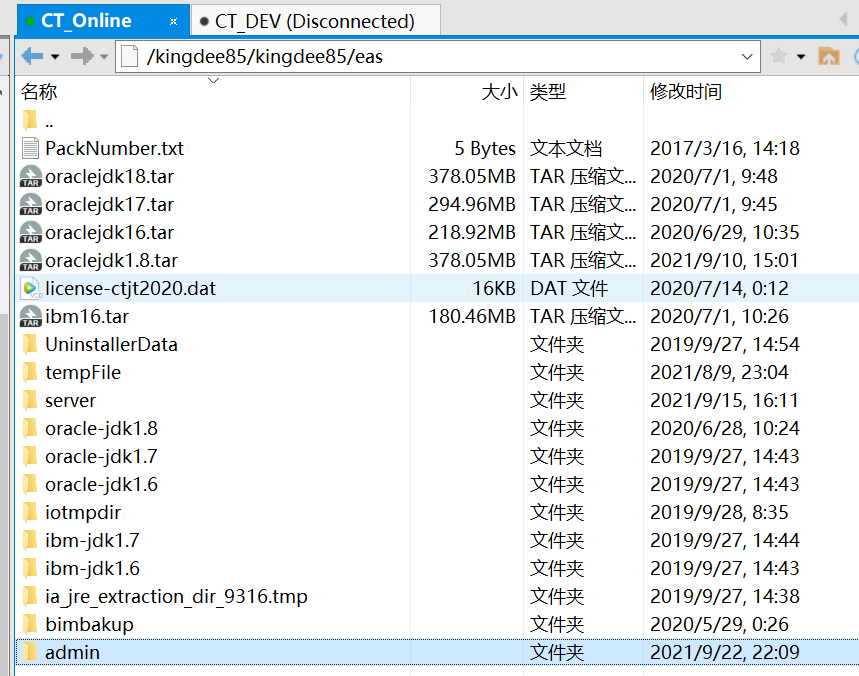 CT_Online × CT_DEV (Disconnected)
/kingdee85/kingdee85/eas
名称 大小 类型 修改时间
..
PackNumber.txt 5 Bytes 文本文档 2017/3/16, 14:18
oraclejdk18.tar 378.05MB TAR 压缩文... 2020/7/1, 9:48
oraclejdk17.tar 294.96MB TAR 压缩文... 2020/7/1, 9:45
oraclejdk16.tar 218.92MB TAR 压缩文... 2020/6/29, 10:35
oraclejdk1.8.tar 378.05MB TAR 压缩文... 2021/9/10, 15:01
license-ctjt2020.dat 16KB DAT 文件 2020/7/14, 0:12
ibm16.tar 180.46MB TAR 压缩文... 2020/7/1, 10:26
UninstallerData 文件夹 2019/9/27, 14:54
tempFile 文件夹 2021/8/9, 23:04
server 文件夹 2021/9/15, 16:11
oracle-jdk1.8 文件夹 2020/6/28, 10:24
oracle-jdk1.7 文件夹 2019/9/27, 14:43
oracle-jdk1.6 文件夹 2019/9/27, 14:43
iotmpdir 文件夹 2019/9/28, 8:35
ibm-jdk1.7 文件夹 2019/9/27, 14:44
ibm-jdk1.6 文件夹 2019/9/27, 14:43
ia_jre_extraction_dir_9316.tmp 文件夹 2019/9/27, 14:38
bimbakup 文件夹 2020/5/29, 0:26
admin 文件夹 2021/9/22, 22:09